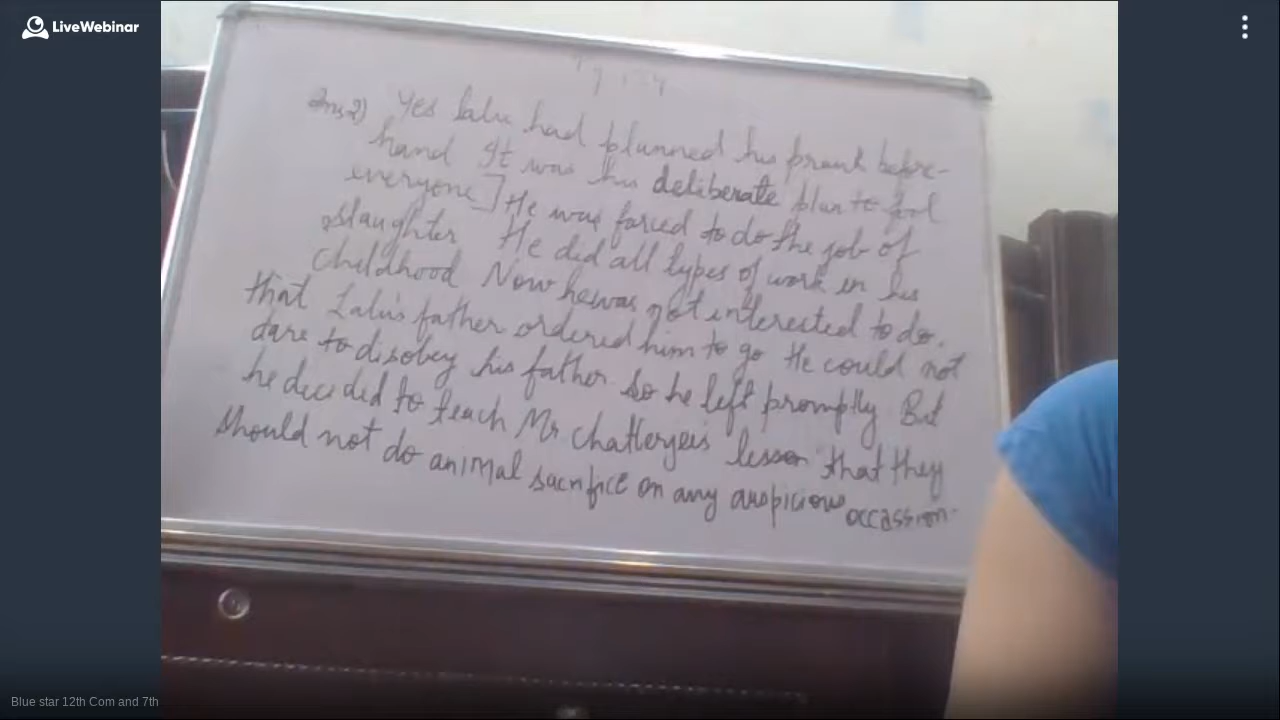 LiveWebinar
Ans2) Yes Lalu had planned his prank before-
hand It was his deliberate plan to fool
everyone] He was forced to do the job of
slaughter He did all types of work in his
Childhood Now he was not interested to do.
that Lalu's father ordered him to go He could not
dare to disobey his father. So he left promptly But
he decided to teach Mr Chatterjee's lesson that they
should not do animal sacrifice on any auspicious occassion.
Blue star 12th Com and 7th